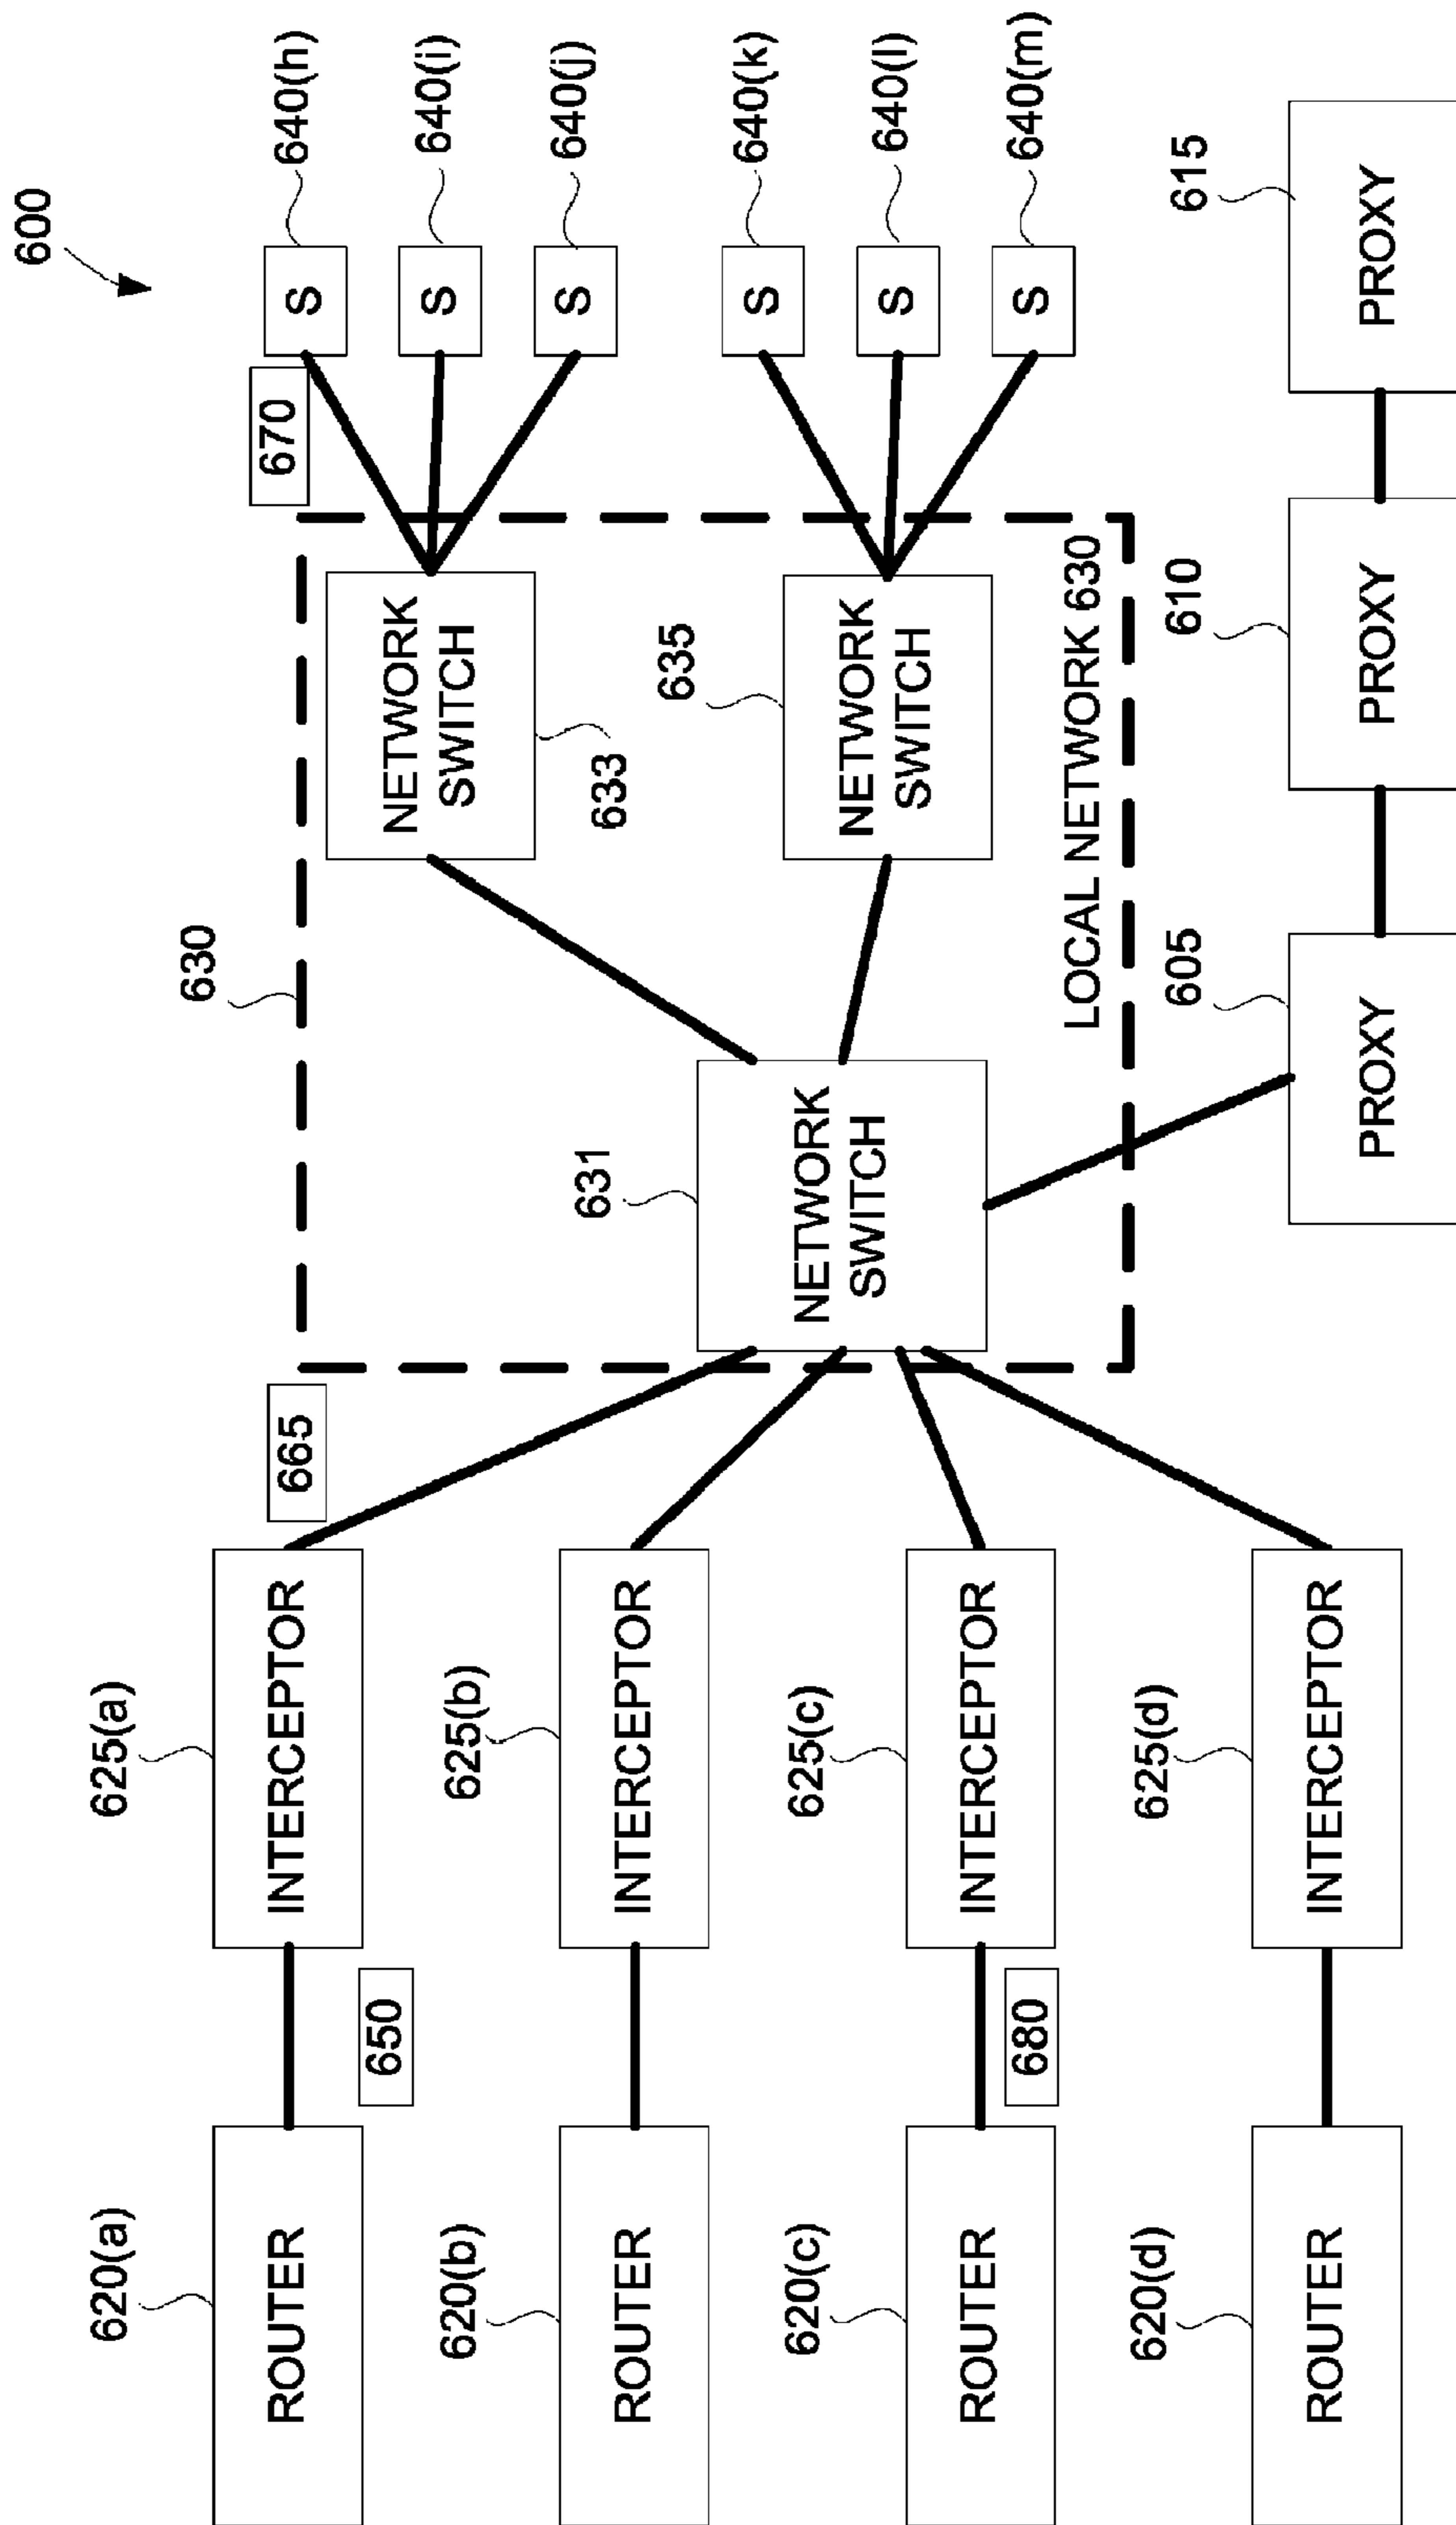 600
640(h)
640(i)
640(j)
640(k)
640(l)
640(m)
S
S
S
S
S
S
670
630
NETWORK
SWITCH
633
NETWORK
SWITCH
635
NETWORK
SWITCH
631
LOCAL NETWORK 630
665
625(a)
INTERCEPTOR
625(b)
INTERCEPTOR
625(c)
INTERCEPTOR
625(d)
INTERCEPTOR
650
680
620(a)
ROUTER
620(b)
ROUTER
620(c)
ROUTER
620(d)
ROUTER
605
PROXY
610
PROXY
615
PROXY